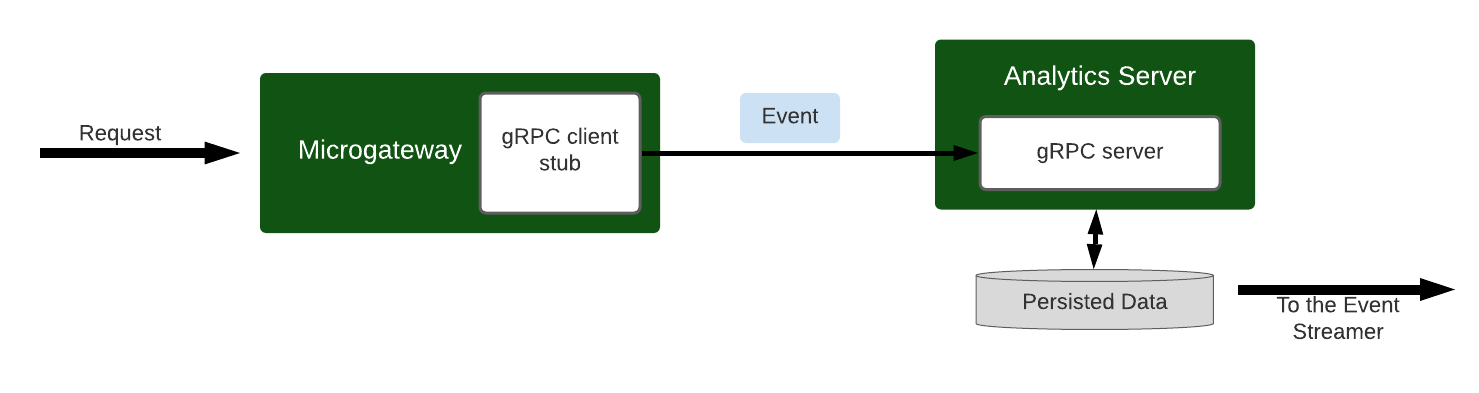 Request
Microgateway
gRPC client
stub
Event
Analytics Server
gRPC server
Persisted Data
To the Event
Streamer